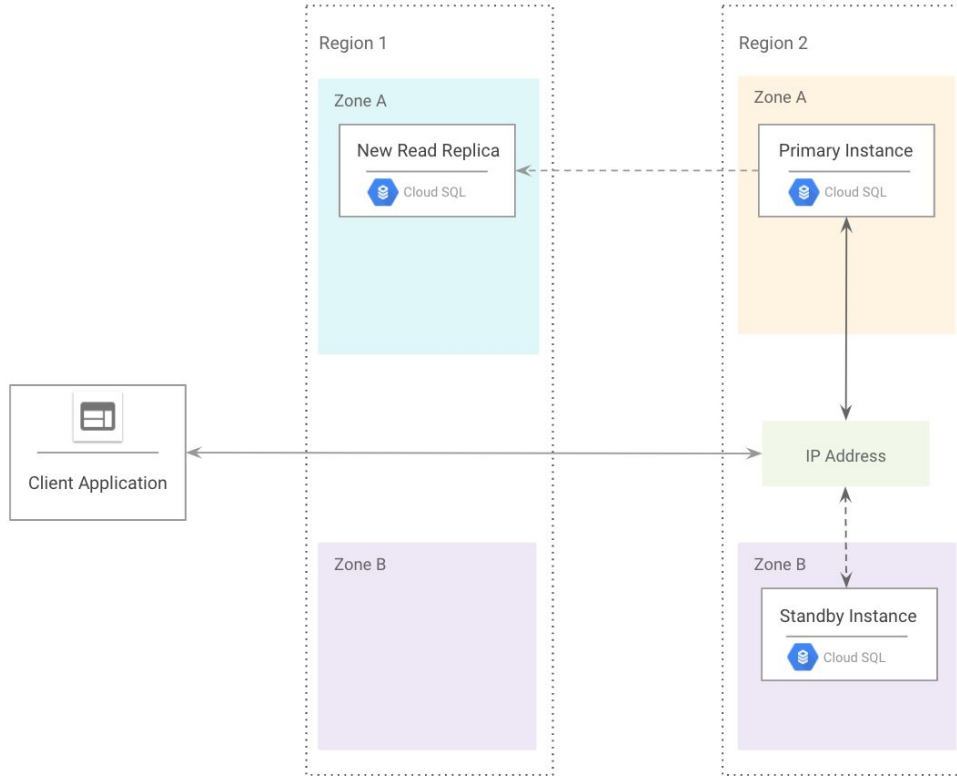 Region 1
Zone A
New Read Replica
Cloud SQL
Region 2
Zone A
Primary Instance
Cloud SQL
Client Application
IP Address
Zone B
Zone B
Standby Instance
Cloud SQL